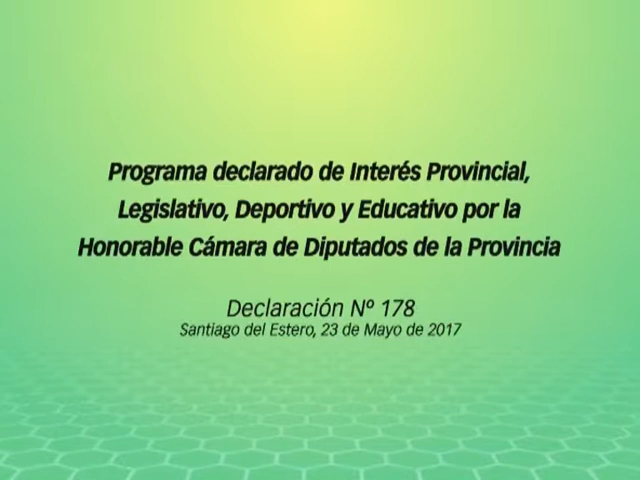 Programa declarado de Interés Provincial,
Legislativo, Deportivo y Educativo por la
Honorable Cámara de Diputados de la Provincia
Declaración Nº 178
Santiago del Estero, 23 de Mayo de 2017